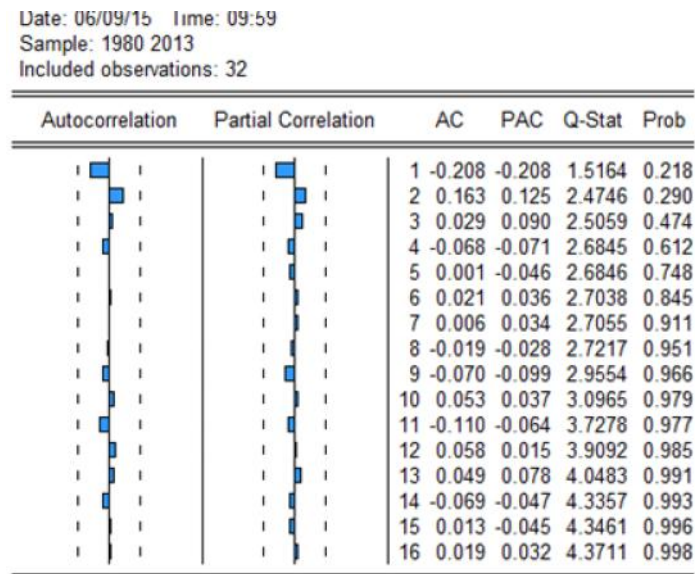 Date: 06/09/15 Time: 09:59
Sample: 1980 2013
Included observations: 32
Autocorrelation Partial Correlation AC PAC Q-Stat Prob
1 -0.208 -0.208 1.5164 0.218
2 0.163 0.125 2.4746 0.290
3 0.029 0.090 2.5059 0.474
4 -0.068 -0.071 2.6845 0.612
5 0.001 -0.046 2.6846 0.748
6 0.021 0.036 2.7038 0.845
7 0.006 0.034 2.7055 0.911
8 -0.019 -0.028 2.7217 0.951
9 -0.070 -0.099 2.9554 0.966
10 0.053 0.037 3.0965 0.979
11 -0.110 -0.064 3.7278 0.977
12 0.058 0.015 3.9092 0.985
13 0.049 0.078 4.0483 0.991
14 -0.069 -0.047 4.3357 0.993
15 0.013 -0.045 4.3461 0.996
16 0.019 0.032 4.3711 0.998